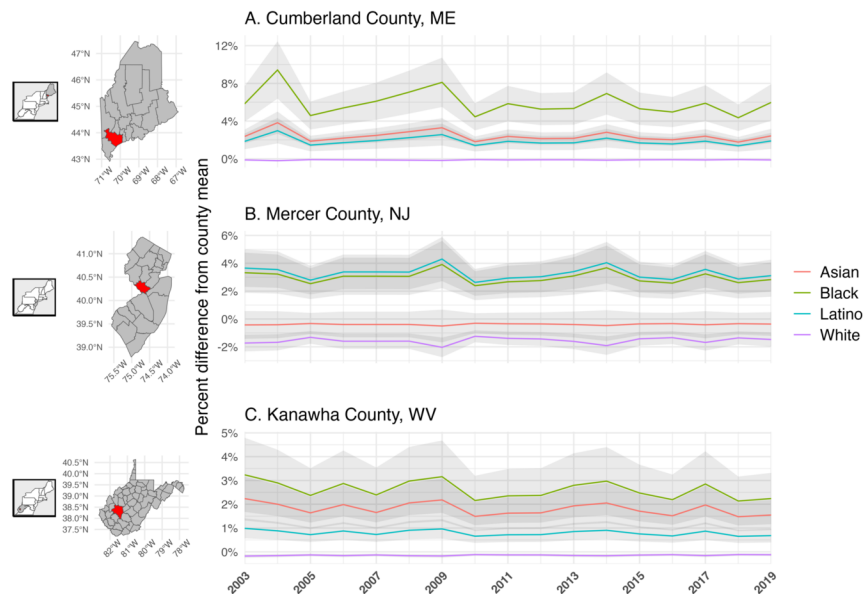 A. Cumberland County, ME
47°N
46°N
45°N
44°N
43°N
71°W
70°W
69°W
68°W
67°W
12%
8%
4%
0%
Percent difference from county mean
B. Mercer County, NJ
41.0°N
40.5°N
40.0°N
39.5°N
39.0°N
75.5°W
75.0°W
74.5°W
74.0°W
6%
4%
2%
0%
-2%
Asian
Black
Latino
White
C. Kanawha County, WV
40.5°N
40.0°N
39.5°N
39.0°N
38.5°N
38.0°N
37.5°N
82°W
81°W
80°W
79°W
78°W
5%
4%
3%
2%
1%
0%
2003
2005
2007
2009
2011
2013
2015
2017
2019